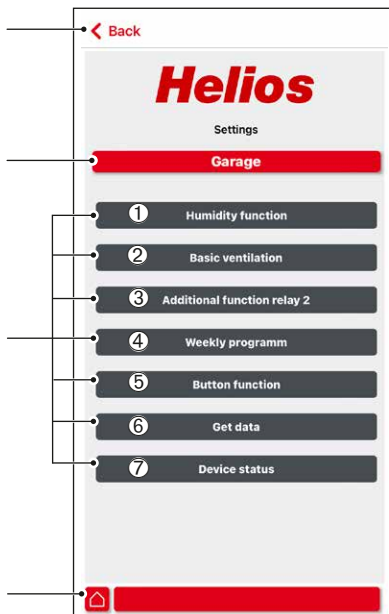 Back
Helios
Settings
Garage
① Humidity function
② Basic ventilation
③ Additional function relay 2
④ Weekly programm
⑤ Button function
⑥ Get data
⑦ Device status